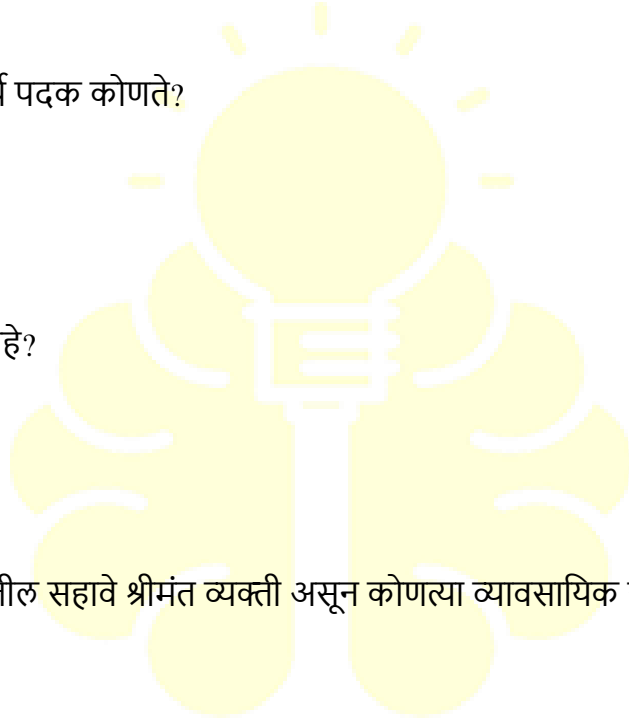 पदक कोणते?
हे?
सहावे श्रीमंत व्यक्ती असून कोणत्या व्यावसायिक